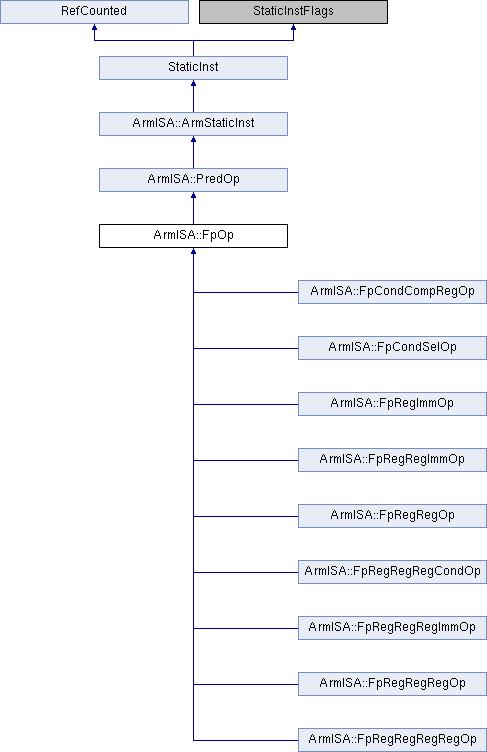 RefCounted
StaticInstFlags
StaticInst
ArmISA::ArmStaticInst
ArmISA::PredOp
ArmISA::FpOp
ArmISA::FpCondCompRegOp
ArmISA::FpCondSelOp
ArmISA::FpRegImmOp
ArmISA::FpRegRegImmOp
ArmISA::FpRegRegOp
ArmISA::FpRegRegRegCondOp
ArmISA::FpRegRegRegImmOp
ArmISA::FpRegRegRegOp
ArmISA::FpRegRegRegRegOp